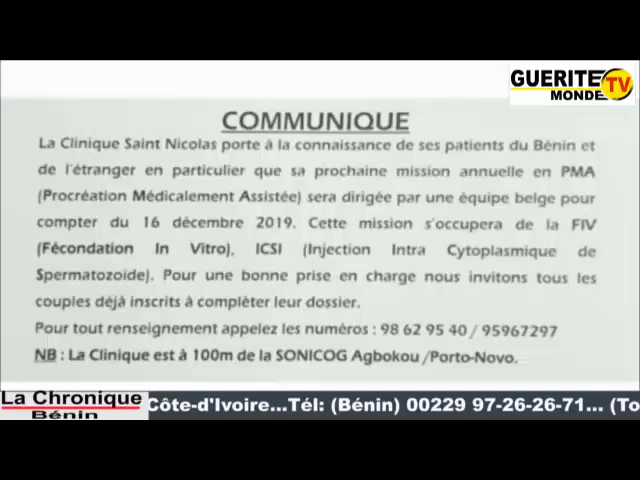 GUERITE
MONDE
TV
COMMUNIQUE
La Clinique Saint Nicolas porte à la connaissance de ses patients du Bénin et
de l'étranger en particulier que sa prochaine mission annuelle en PMA
(Procréation Médicalement Assistée) sera dirigée par une équipe belge pour
compter du 16 décembre 2019. Cette mission s'occupera de la FIV
(Fécondation In Vitro), ICSI (Injection Intra Cytoplasmique de
Spermatozoïde). Pour une bonne prise en charge nous invitons tous les
couples déjà inscrits à complèter leur dossier.
Pour tout renseignement appelez les numéros : 98 62 95 40 / 95967297
NB : La Clinique est à 100m de la SONICOG Agbokou /Porto-Novo.
La Chronique
Bénin
Côte-d'Ivoire...Tél: (Bénin) 00229 97-26-26-71... (To